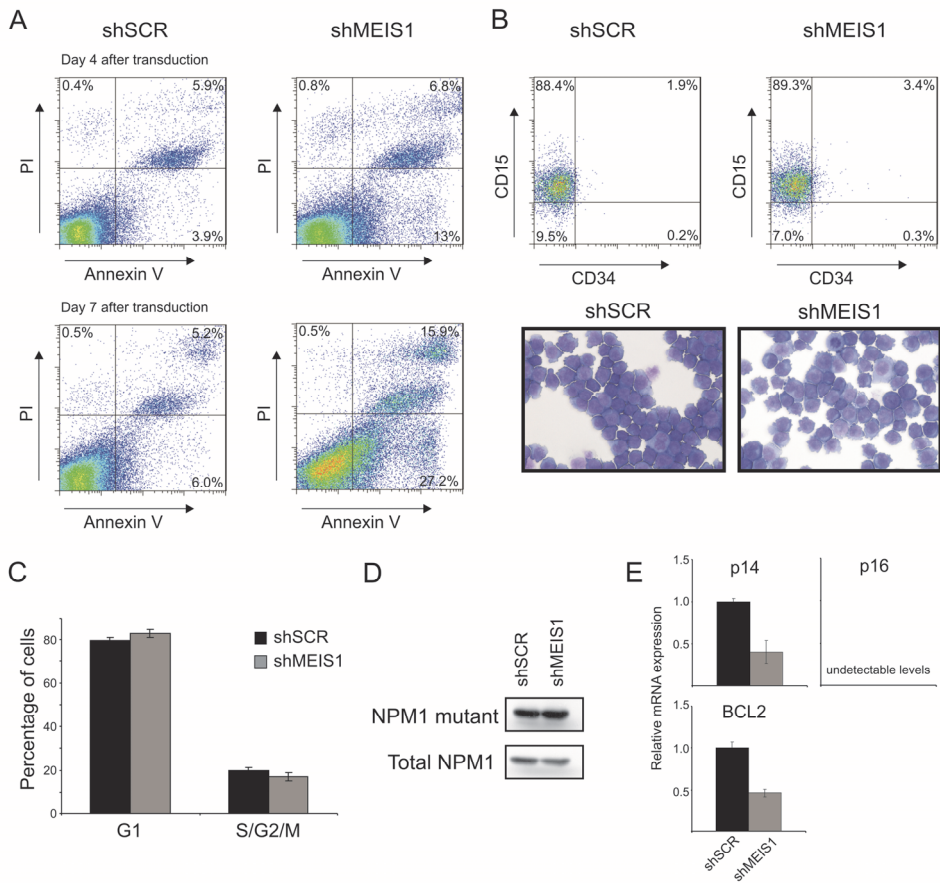 A
shSCR
shMEIS1
Day 4 after transduction
0.4%
5.9%
3.9%
PI
Annexin V
0.8%
6.8%
13%
PI
Annexin V
Day 7 after transduction
0.5%
5.2%
6.0%
PI
Annexin V
0.5%
15.9%
27.2%
PI
Annexin V
B
shSCR
shMEIS1
88.4%
1.9%
9.5%
0.2%
CD15
CD34
89.3%
3.4%
7.0%
0.3%
CD15
CD34
shSCR
shMEIS1
C
Percentage of cells
80
60
40
20
0
G1
S/G2/M
shSCR
shMEIS1
D
shSCR
shMEIS1
NPM1 mutant
Total NPM1
E
Relative mRNA expression
1.5
1.0
0.5
p14
p16
undetectable levels
BCL2
1.5
1.0
0.5
shSCR
shMEIS1